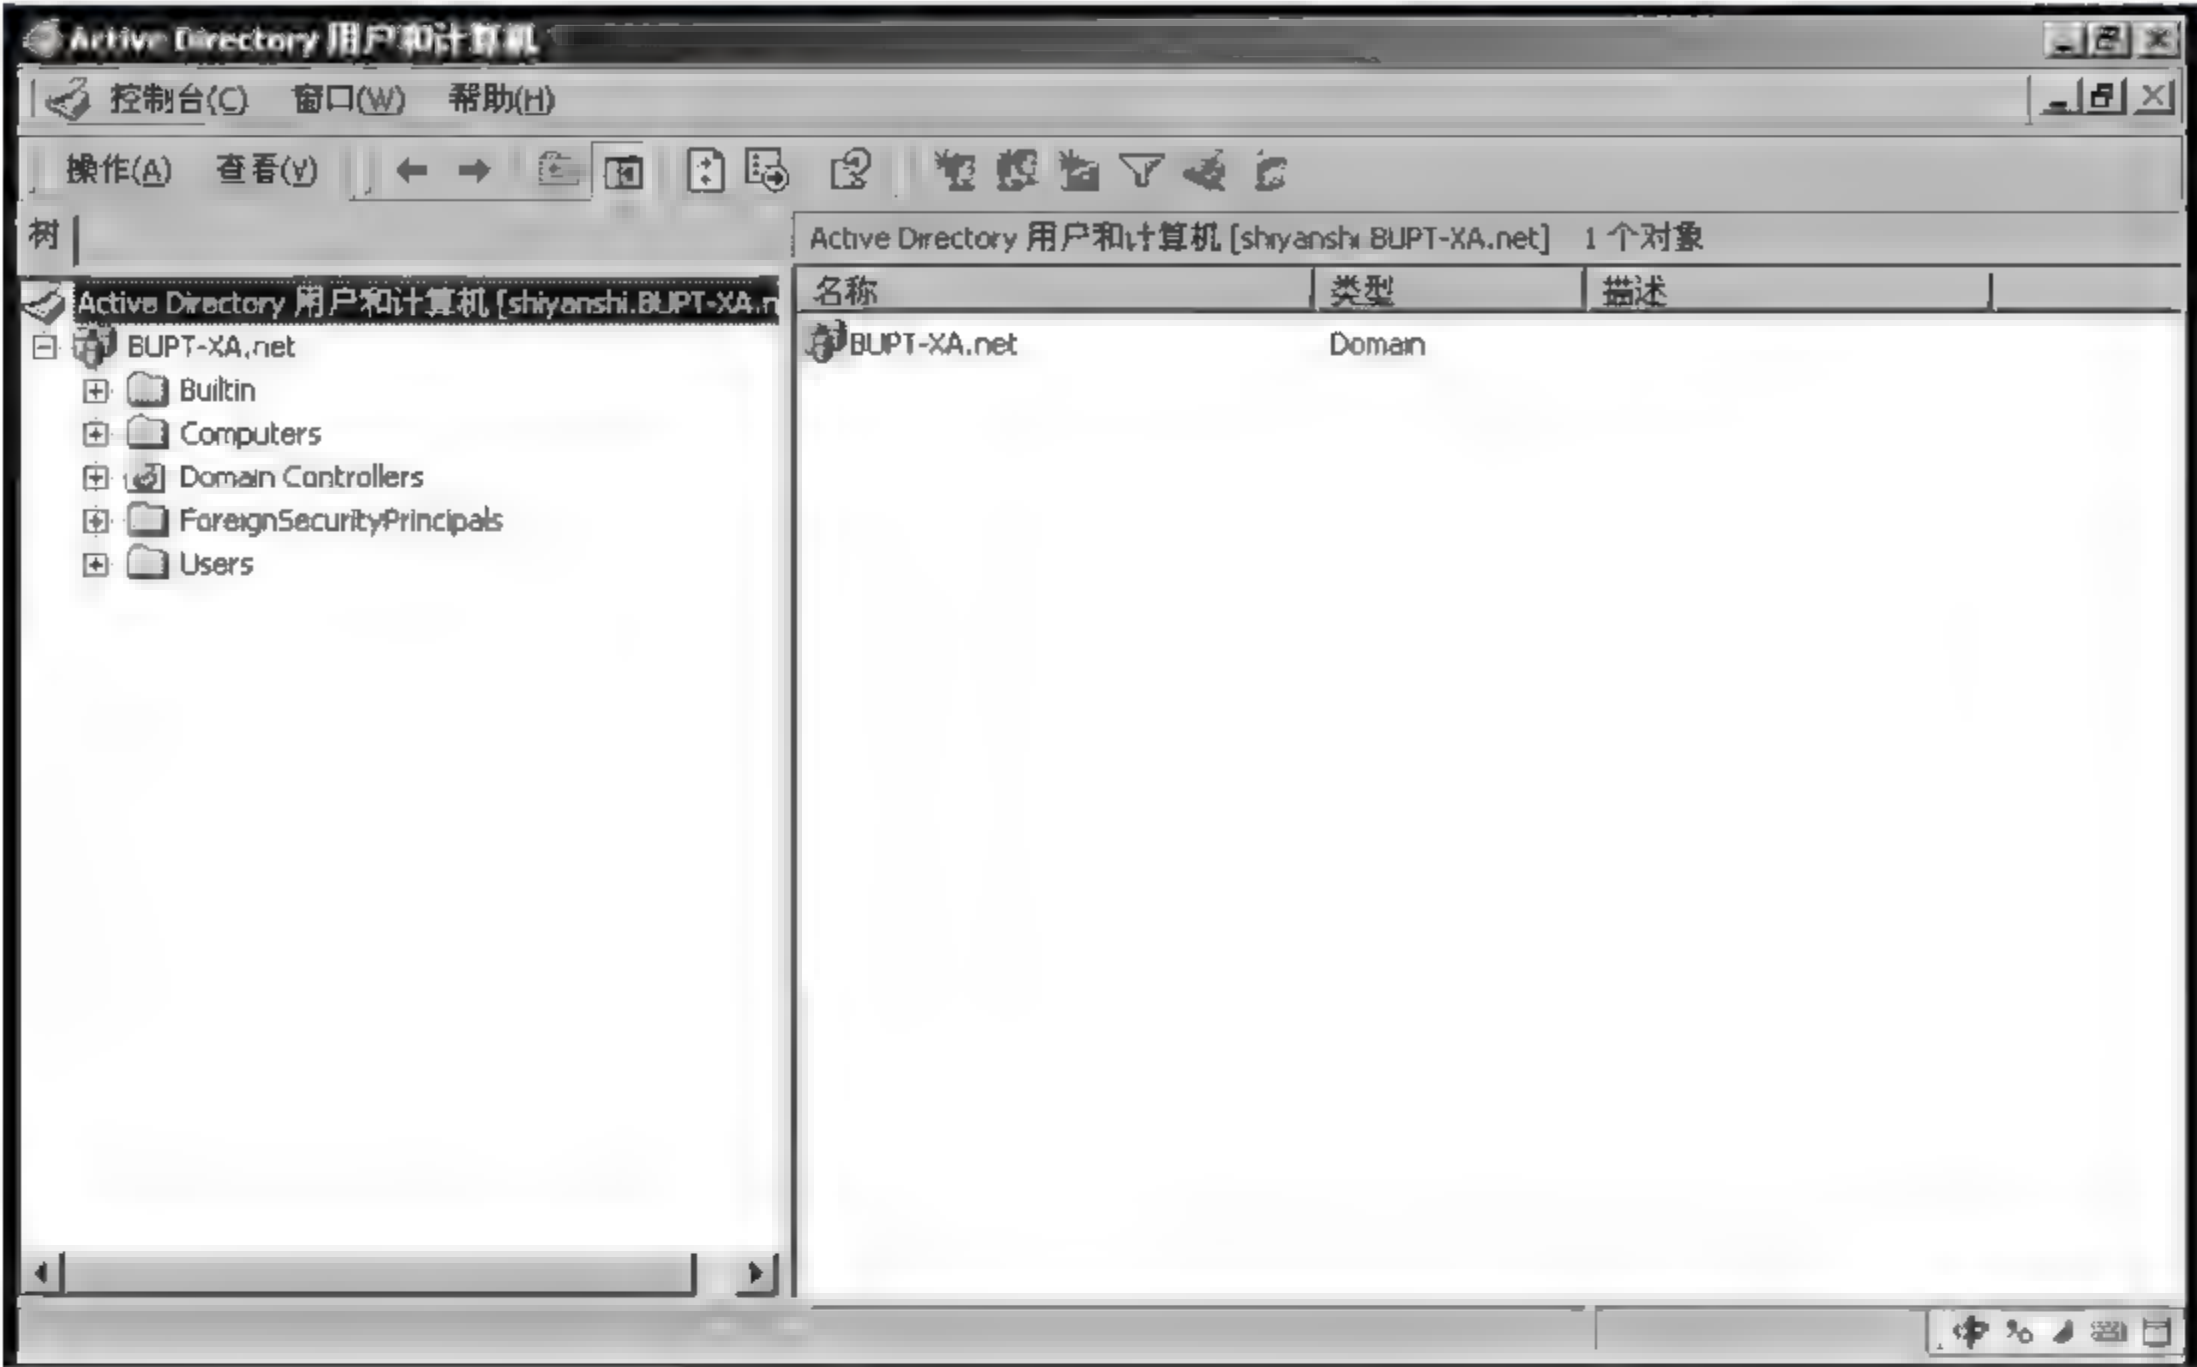 Active Directory 用户和计算机
控制台(C) 窗口(W) 帮助(H)
操作(A) 查看(V)
树
Active Directory 用户和计算机 [shiyanshi.BUPT-XA.net] 1 个对象
Active Directory 用户和计算机 [shiyanshi.BUPT-XA.n
名称 类型 描述
BUPT-XA.net
BUPT-XA.net Domain
Builtin
Computers
Domain Controllers
ForeignSecurityPrincipals
Users